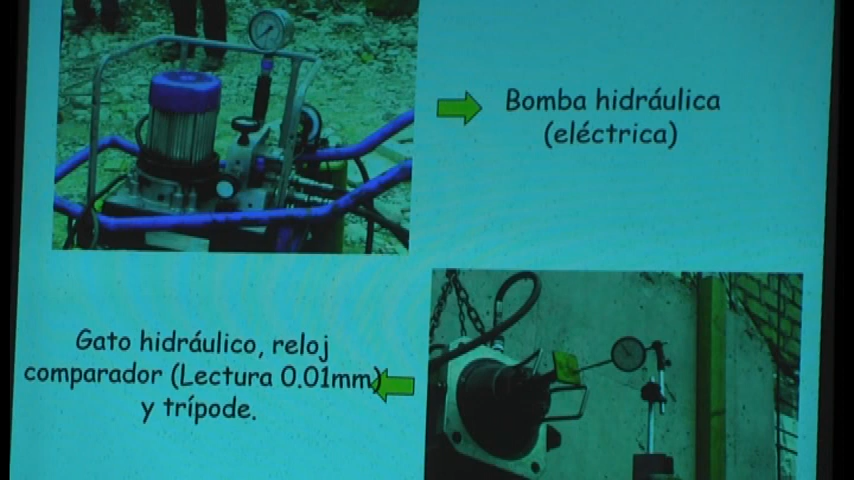 Bomba hidráulica
(eléctrica)
Gato hidráulico, reloj
comparador (Lectura 0.01mm)
y trípode.